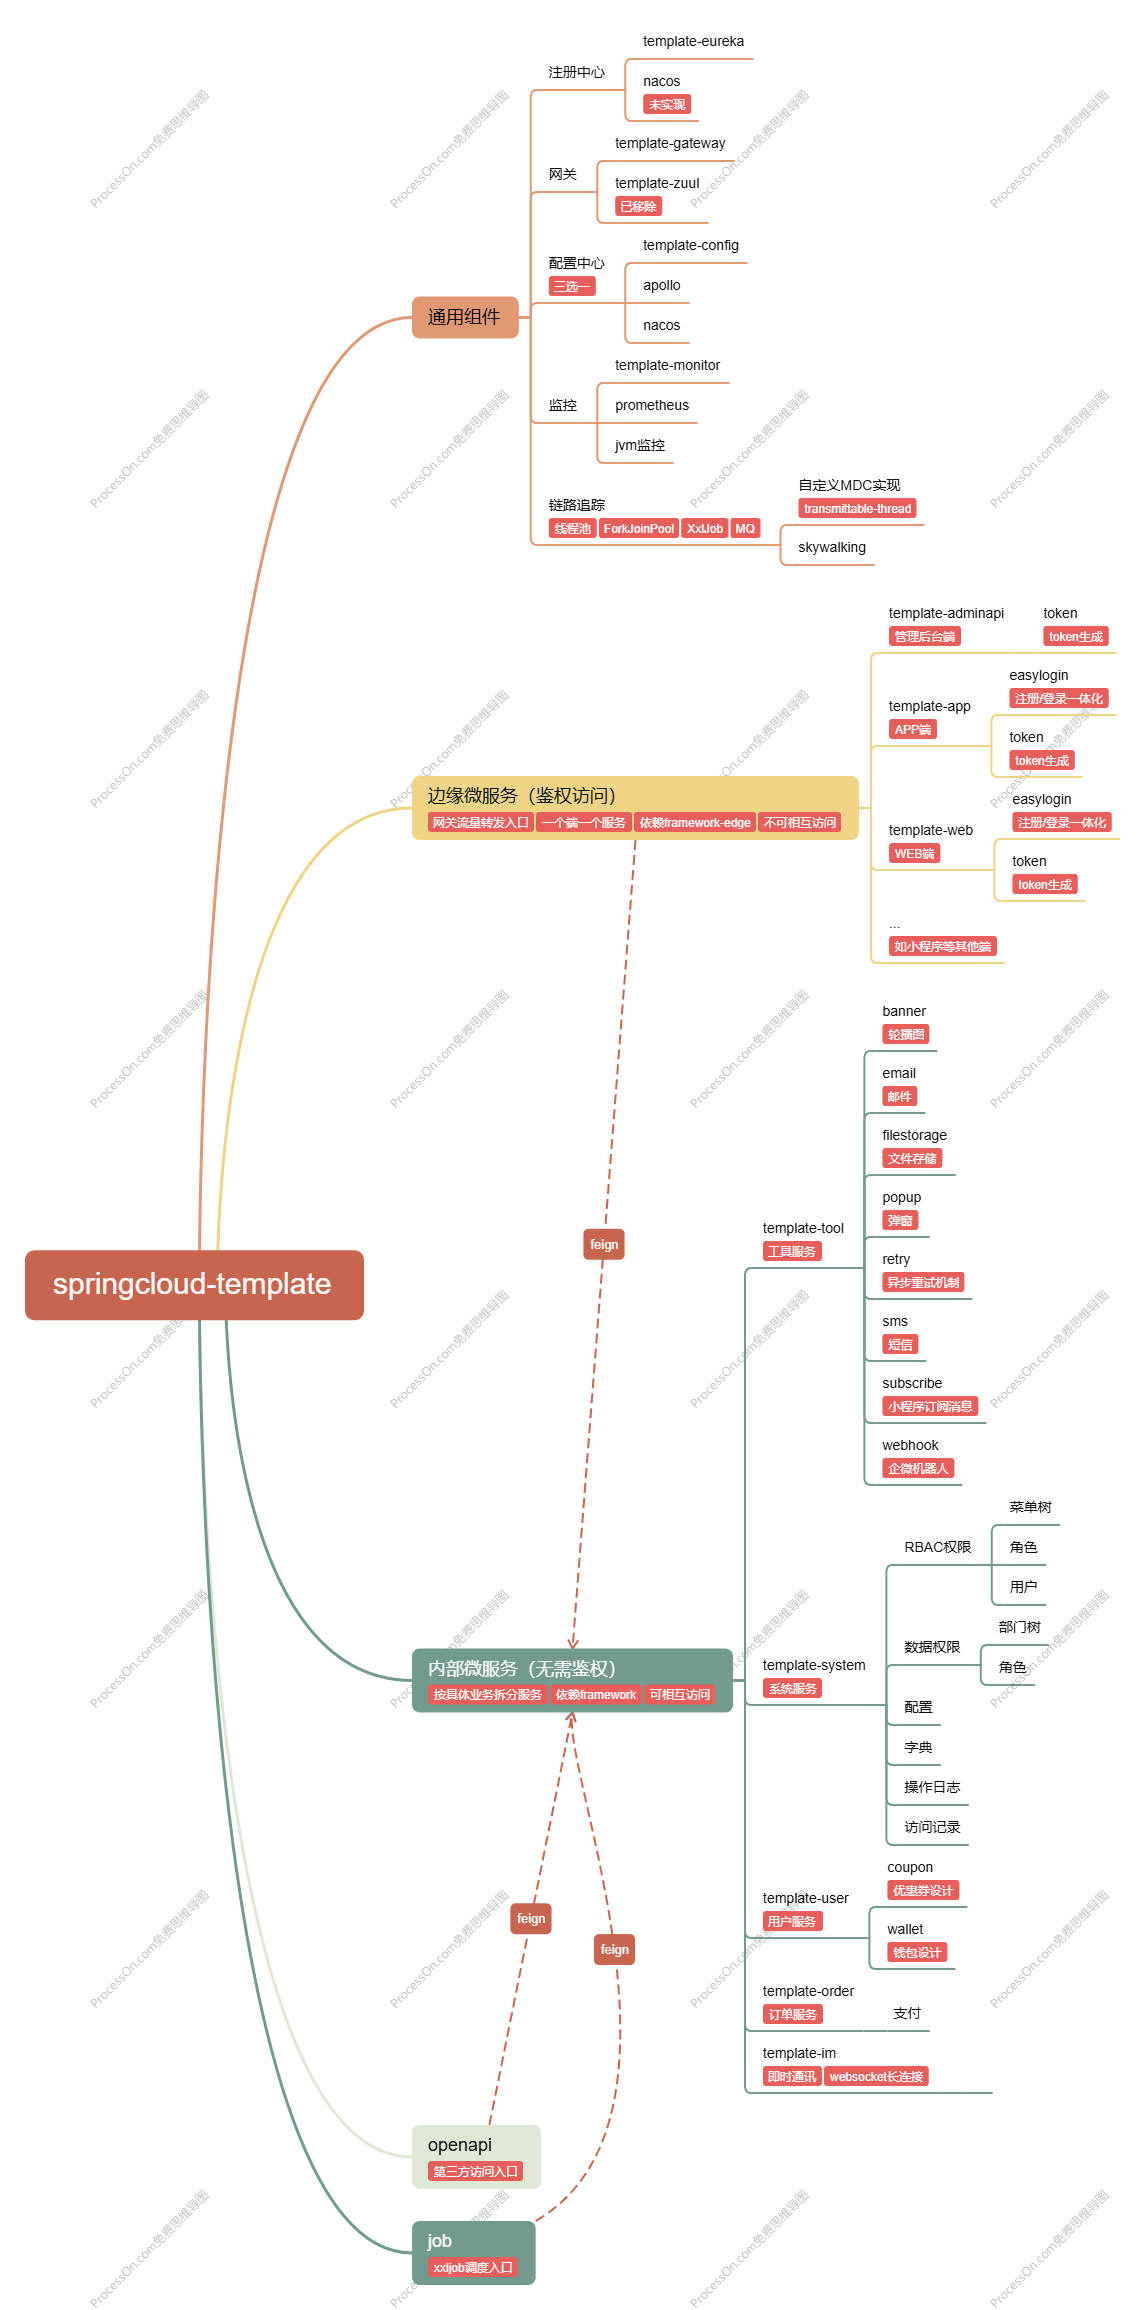 springcloud-template
通用组件
注册中心
template-eureka
nacos
未实现
网关
template-gateway
template-zuul
已移除
配置中心
三选一
template-config
apollo
nacos
监控
template-monitor
prometheus
jvm监控
链路追踪
线程池 ForkJoinPool XxlJob MQ
自定义MDC实现
transmittable-thread
skywalking
边缘微服务（鉴权访问）
网关流量转发入口 一个端一个服务 依赖framework-edge 不可相互访问
template-adminapi
管理后台端
token
token生成
template-app
APP端
easylogin
注册/登录一体化
token
token生成
template-web
WEB端
easylogin
注册/登录一体化
token
token生成
...
如小程序等其他端
feign
内部微服务（无需鉴权）
按具体业务拆分服务 依赖framework 可相互访问
template-tool
工具服务
banner
轮播图
email
邮件
filestorage
文件存储
popup
弹窗
retry
异步重试机制
sms
短信
subscribe
小程序订阅消息
webhook
企微机器人
template-system
系统服务
RBAC权限
菜单树
角色
用户
数据权限
部门树
角色
配置
字典
操作日志
访问记录
template-user
用户服务
coupon
优惠券设计
wallet
钱包设计
template-order
订单服务
支付
template-im
即时通讯 websocket长连接
feign
feign
openapi
第三方访问入口
job
xxljob调度入口
ProcessOn.com免费思维导图